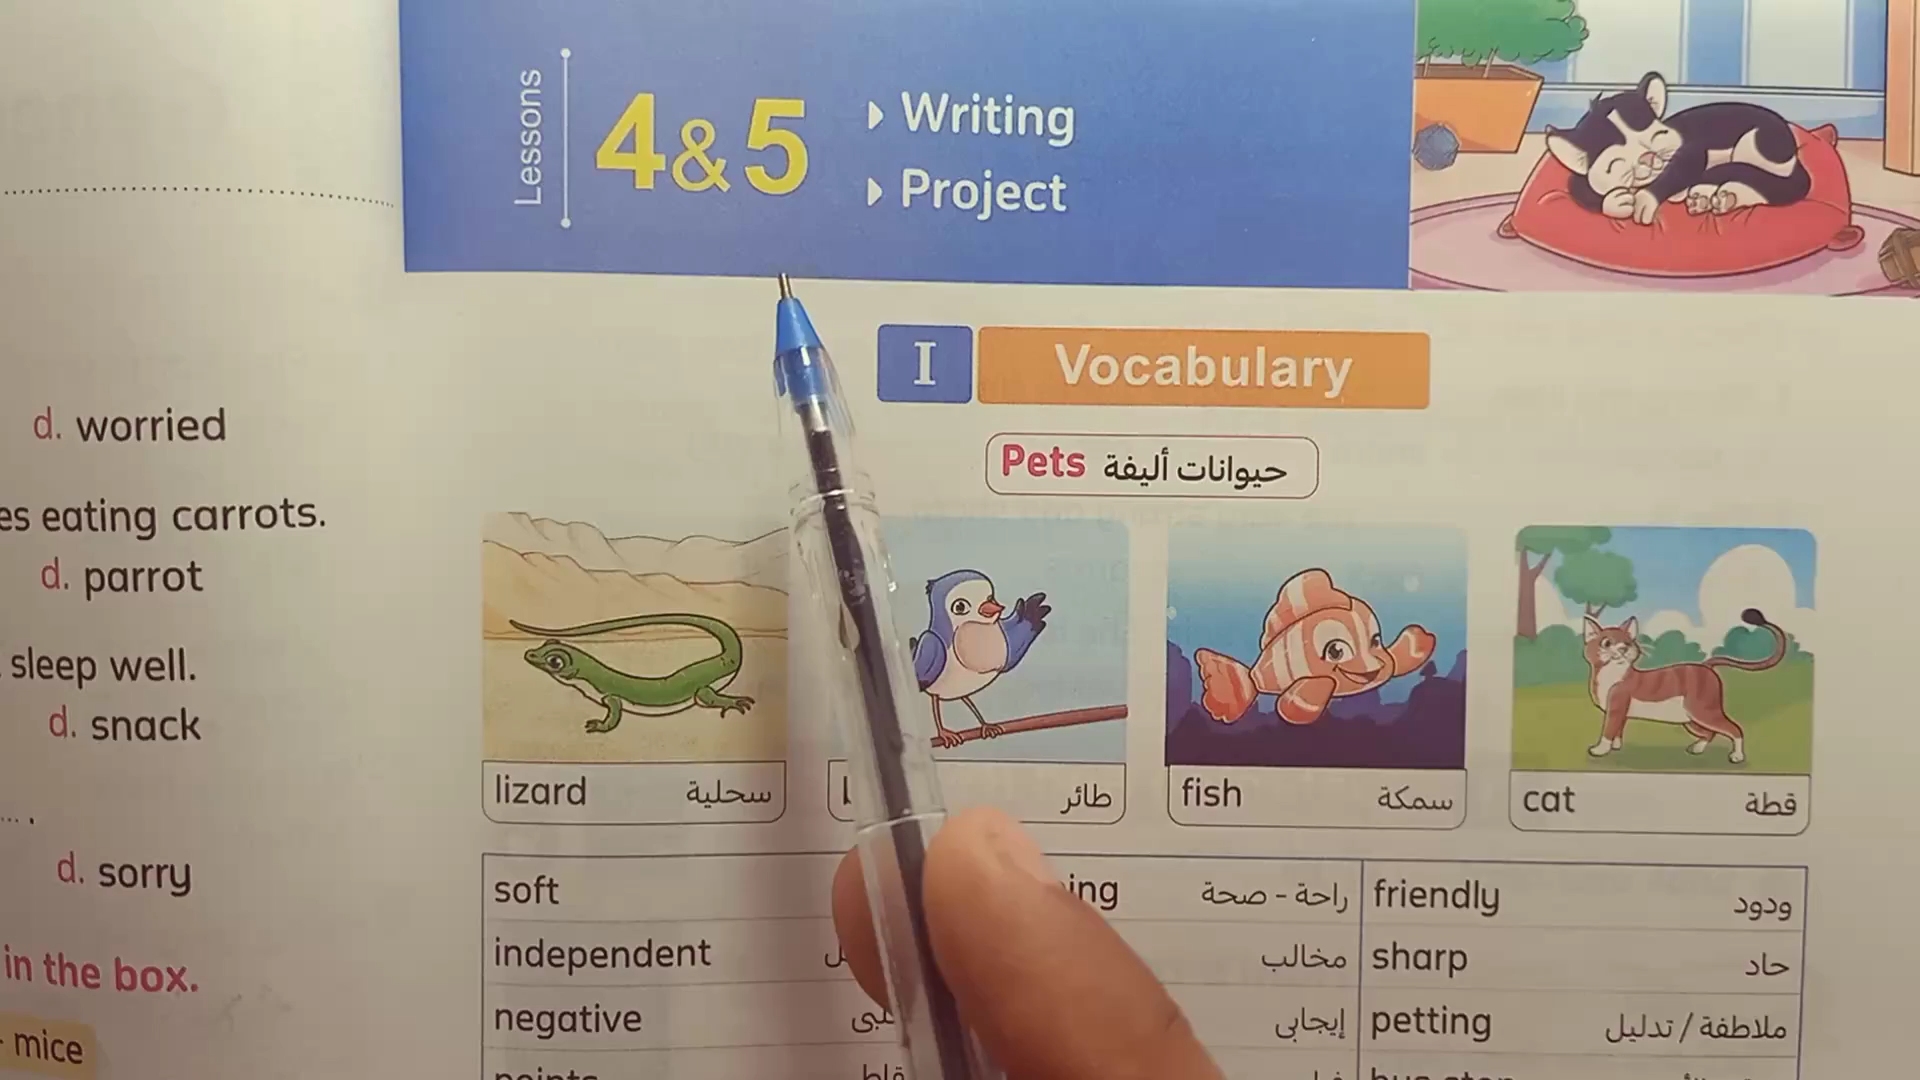 Lessons
4&5
Writing
Project
I Vocabulary
Pets حيوانات أليفة
lizard سحلية
طائر
fish سمكة
cat قطة
soft
راحة - صحة
friendly ودود
independent
مخالب
sharp حاد
negative
إيجابى
petting ملاطفة / تدليل
d. worried
eating carrots.
d. parrot
sleep well.
d. snack
d. sorry
in the box.
mice